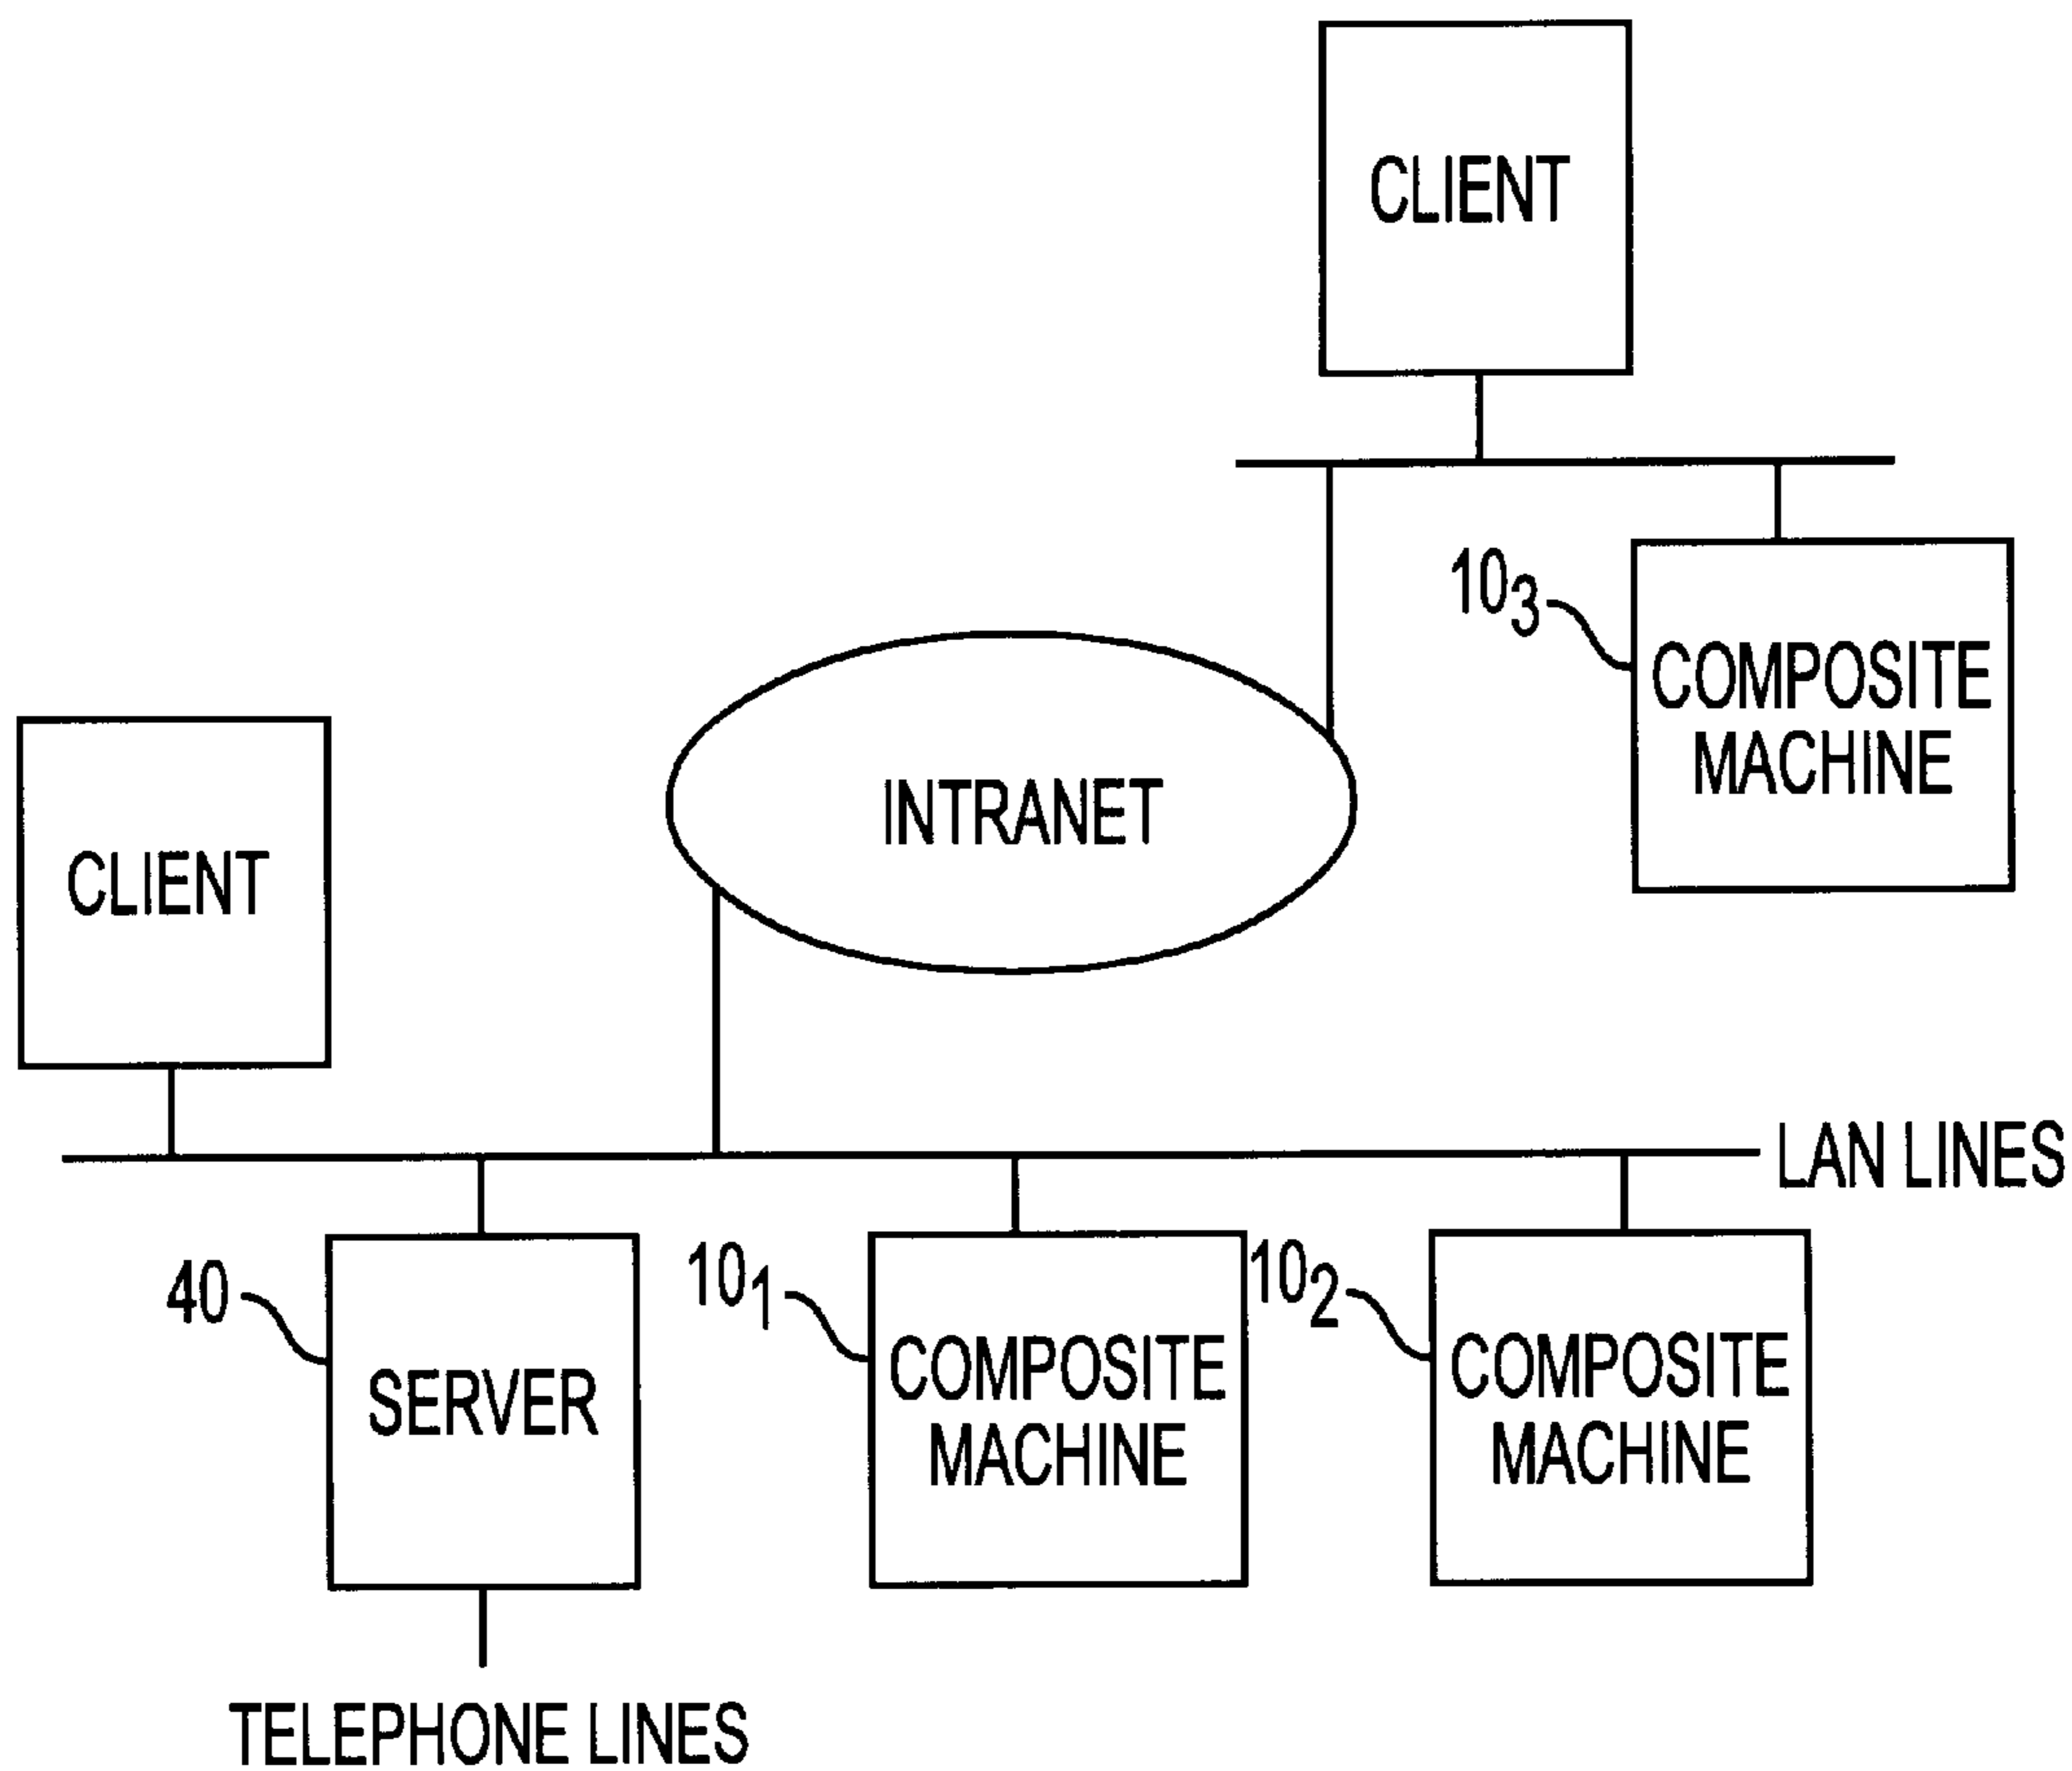 CLIENT
10₃
COMPOSITE
MACHINE
INTRANET
CLIENT
LAN LINES
40
SERVER
10₁
COMPOSITE
MACHINE
10₂
COMPOSITE
MACHINE
TELEPHONE LINES